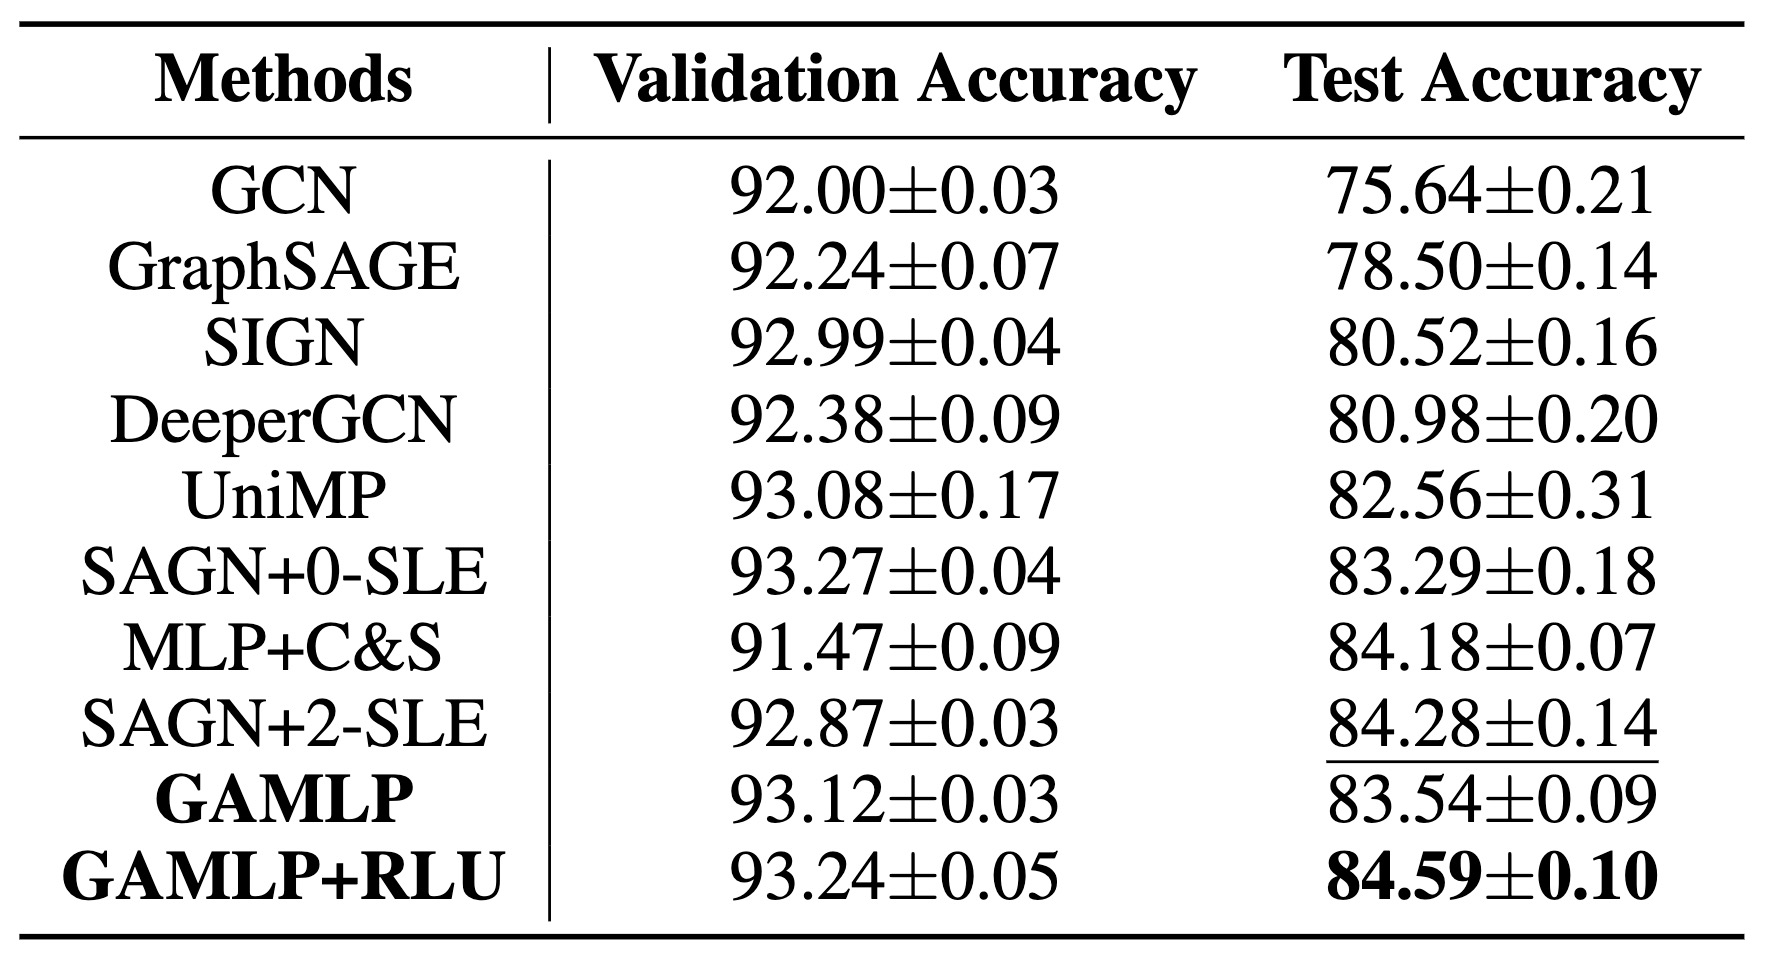 Methods Validation Accuracy Test Accuracy
GCN 92.00±0.03 75.64±0.21
GraphSAGE 92.24±0.07 78.50±0.14
SIGN 92.99±0.04 80.52±0.16
DeeperGCN 92.38±0.09 80.98±0.20
UniMP 93.08±0.17 82.56±0.31
SAGN+0-SLE 93.27±0.04 83.29±0.18
MLP+C&S 91.47±0.09 84.18±0.07
SAGN+2-SLE 92.87±0.03 84.28±0.14
GAMLP 93.12±0.03 83.54±0.09
GAMLP+RLU 93.24±0.05 84.59±0.10